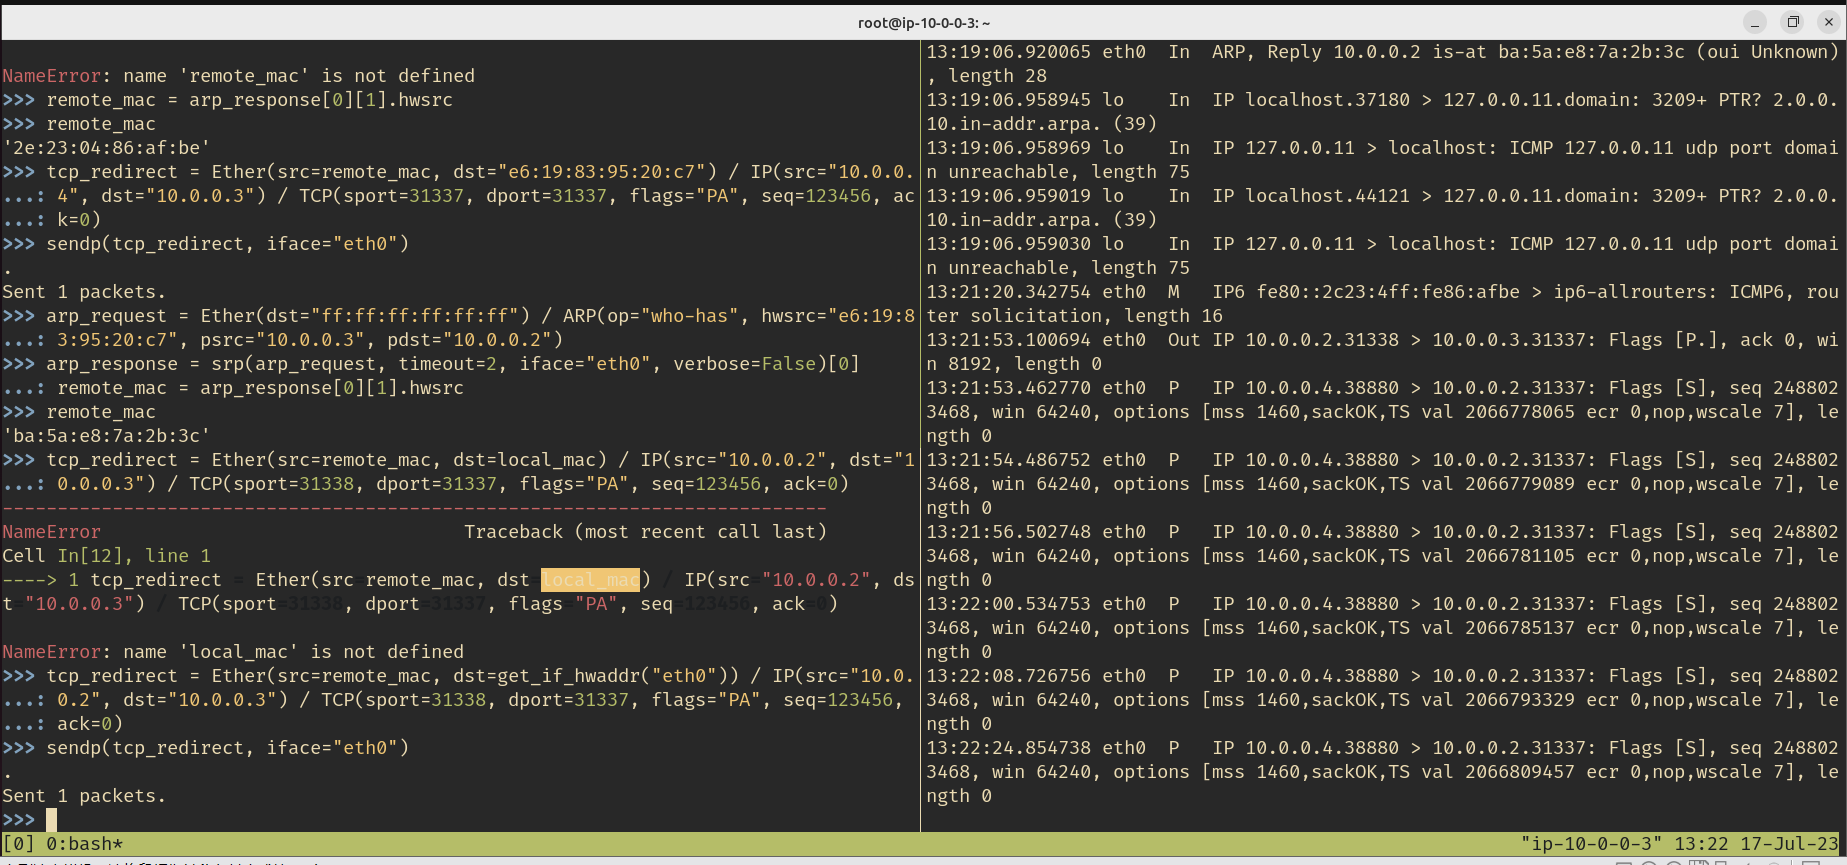 root@ip-10-0-0-3: ~
NameError: name 'remote_mac' is not defined
>>> remote_mac = arp_response[0][1].hwsrc
>>> remote_mac
'2e:23:04:86:af:be'
>>> tcp_redirect = Ether(src=remote_mac, dst="e6:19:83:95:20:c7") / IP(src="10.0.0.
...: 4", dst="10.0.0.3") / TCP(sport=31337, dport=31337, flags="PA", seq=123456, ac
...: k=0)
>>> sendp(tcp_redirect, iface="eth0")
.
Sent 1 packets.
>>> arp_request = Ether(dst="ff:ff:ff:ff:ff:ff") / ARP(op="who-has", hwsrc="e6:19:8
...: 3:95:20:c7", psrc="10.0.0.3", pdst="10.0.0.2")
>>> arp_response = srp(arp_request, timeout=2, iface="eth0", verbose=False)[0]
...: remote_mac = arp_response[0][1].hwsrc
>>> remote_mac
'ba:5a:e8:7a:2b:3c'
>>> tcp_redirect = Ether(src=remote_mac, dst=local_mac) / IP(src="10.0.0.2", dst="1
...: 0.0.0.3") / TCP(sport=31338, dport=31337, flags="PA", seq=123456, ack=0)
---------------------------------------------------------------------------
NameError                                 Traceback (most recent call last)
Cell In[12], line 1
----> 1 tcp_redirect = Ether(src=remote_mac, dst=local_mac) / IP(src="10.0.0.2", ds
t="10.0.0.3") / TCP(sport=31338, dport=31337, flags="PA", seq=123456, ack=0)
NameError: name 'local_mac' is not defined
>>> tcp_redirect = Ether(src=remote_mac, dst=get_if_hwaddr("eth0")) / IP(src="10.0.
...: 0.2", dst="10.0.0.3") / TCP(sport=31338, dport=31337, flags="PA", seq=123456,
...: ack=0)
>>> sendp(tcp_redirect, iface="eth0")
.
Sent 1 packets.
>>>
13:19:06.920065 eth0  In  ARP, Reply 10.0.0.2 is-at ba:5a:e8:7a:2b:3c (oui Unknown)
, length 28
13:19:06.958945 lo    In  IP localhost.37180 > 127.0.0.11.domain: 3209+ PTR? 2.0.0.
10.in-addr.arpa. (39)
13:19:06.958969 lo    In  IP 127.0.0.11 > localhost: ICMP 127.0.0.11 udp port domai
n unreachable, length 75
13:19:06.959019 lo    In  IP localhost.44121 > 127.0.0.11.domain: 3209+ PTR? 2.0.0.
10.in-addr.arpa. (39)
13:19:06.959030 lo    In  IP 127.0.0.11 > localhost: ICMP 127.0.0.11 udp port domai
n unreachable, length 75
13:21:20.342754 eth0  M   IP6 fe80::2c23:4ff:fe86:afbe > ip6-allrouters: ICMP6, rou
ter solicitation, length 16
13:21:53.100694 eth0  Out IP 10.0.0.2.31338 > 10.0.0.3.31337: Flags [P.], ack 0, wi
n 8192, length 0
13:21:53.462770 eth0  P   IP 10.0.0.4.38880 > 10.0.0.2.31337: Flags [S], seq 248802
3468, win 64240, options [mss 1460,sackOK,TS val 2066778065 ecr 0,nop,wscale 7], le
ngth 0
13:21:54.486752 eth0  P   IP 10.0.0.4.38880 > 10.0.0.2.31337: Flags [S], seq 248802
3468, win 64240, options [mss 1460,sackOK,TS val 2066779089 ecr 0,nop,wscale 7], le
ngth 0
13:21:56.502748 eth0  P   IP 10.0.0.4.38880 > 10.0.0.2.31337: Flags [S], seq 248802
3468, win 64240, options [mss 1460,sackOK,TS val 2066781105 ecr 0,nop,wscale 7], le
ngth 0
13:22:00.534753 eth0  P   IP 10.0.0.4.38880 > 10.0.0.2.31337: Flags [S], seq 248802
3468, win 64240, options [mss 1460,sackOK,TS val 2066785137 ecr 0,nop,wscale 7], le
ngth 0
13:22:08.726756 eth0  P   IP 10.0.0.4.38880 > 10.0.0.2.31337: Flags [S], seq 248802
3468, win 64240, options [mss 1460,sackOK,TS val 2066793329 ecr 0,nop,wscale 7], le
ngth 0
13:22:24.854738 eth0  P   IP 10.0.0.4.38880 > 10.0.0.2.31337: Flags [S], seq 248802
3468, win 64240, options [mss 1460,sackOK,TS val 2066809457 ecr 0,nop,wscale 7], le
ngth 0
[0] 0:bash*
"ip-10-0-0-3" 13:22 17-Jul-23